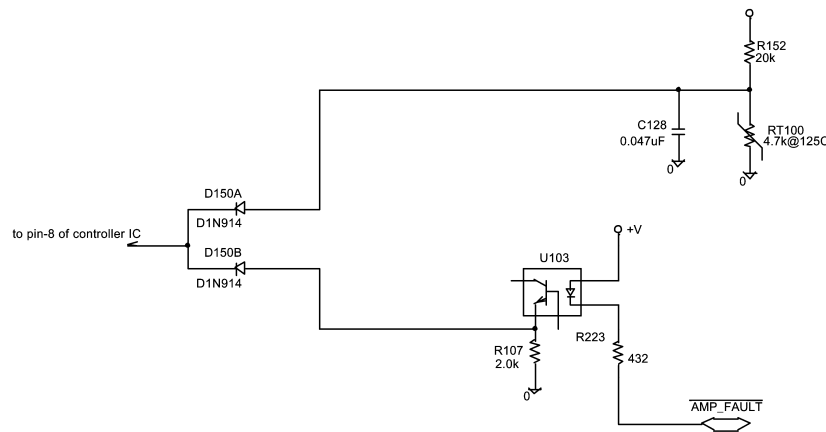 R152
20k
C128
0.047uF
RT100
4.7k@125C
0
0
D150A
D1N914
to pin-8 of controller IC
D150B
D1N914
+V
U103
R223
R107
2.0k
432
0
AMP_FAULT